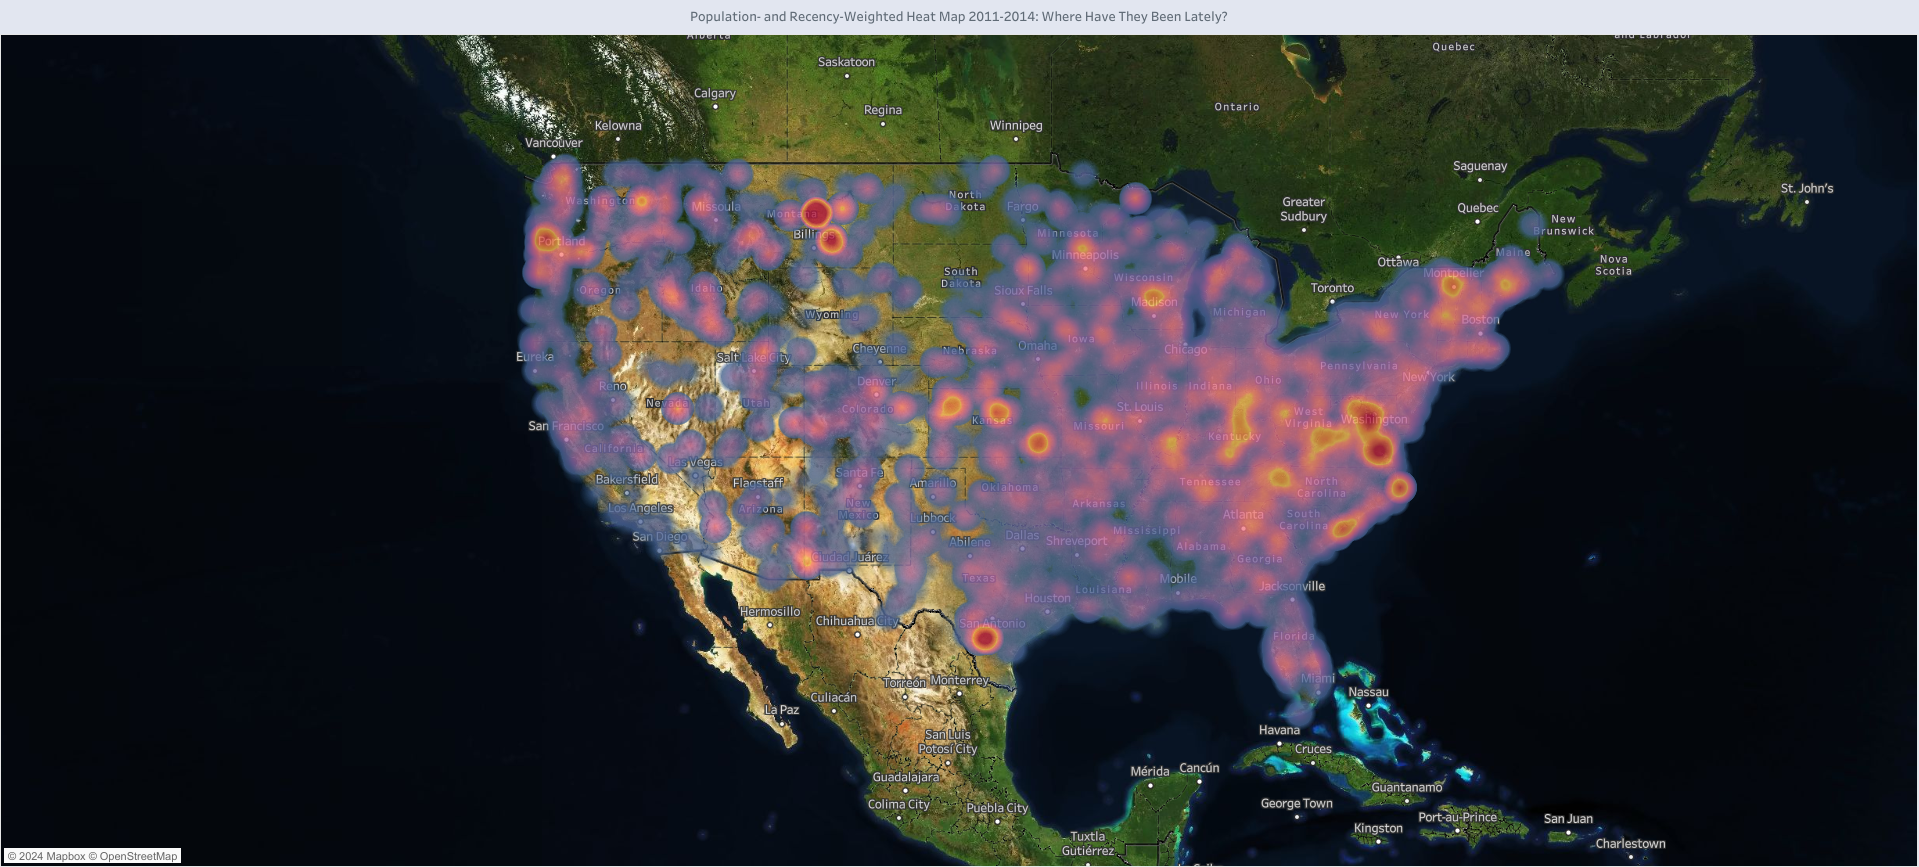 Population- and Recency-Weighted Heat Map 2011-2014: Where Have They Been Lately?
Alberta
and Labrador
Quebec
Saskatoon
Calgary
Ontario
Regina
Kelowna
Winnipeg
Vancouver
Saguenay
St. John's
Washington
Missoula
North
Dakota
Fargo
Greater
Sudbury
Quebec
New
Brunswick
Montana
Billings
Portland
Minnesota
Minneapolis
Maine
Ottawa
Nova
Scotia
Montpelier
South
Dakota
Wisconsin
Oregon
Idaho
Sioux Falls
Toronto
Madison
Wyoming
Michigan
New York
Boston
Iowa
Eureka
Salt Lake City
Cheyenne
Nebraska
Omaha
Chicago
Pennsylvania
New York
Reno
Denver
Illinois
Indiana
Ohio
Nevada
Utah
Colorado
Kansas
St. Louis
West
Virginia
Washington
San Francisco
Missouri
Kentucky
California
Las Vegas
Santa Fe
Bakersfield
Flagstaff
Amarillo
Oklahoma
Tennessee
North
Carolina
Los Angeles
Arizona
New
Mexico
Lubbock
Arkansas
Atlanta
South
Carolina
San Diego
Abilene
Dallas
Shreveport
Mississippi
Alabama
Georgia
Ciudad Juárez
Texas
Louisiana
Mobile
Jacksonville
Hermosillo
Chihuahua City
Houston
San Antonio
Florida
Torreón
Monterrey
Miami
Nassau
Culiacán
La Paz
San Luis
Potosí City
Havana
Cruces
Guadalajara
Mérida
Cancún
Guantanamo
Colima City
Puebla City
George Town
Port-au-Prince
San Juan
Kingston
Tuxtla
Gutiérrez
Charlestown
© 2024 Mapbox © OpenStreetMap